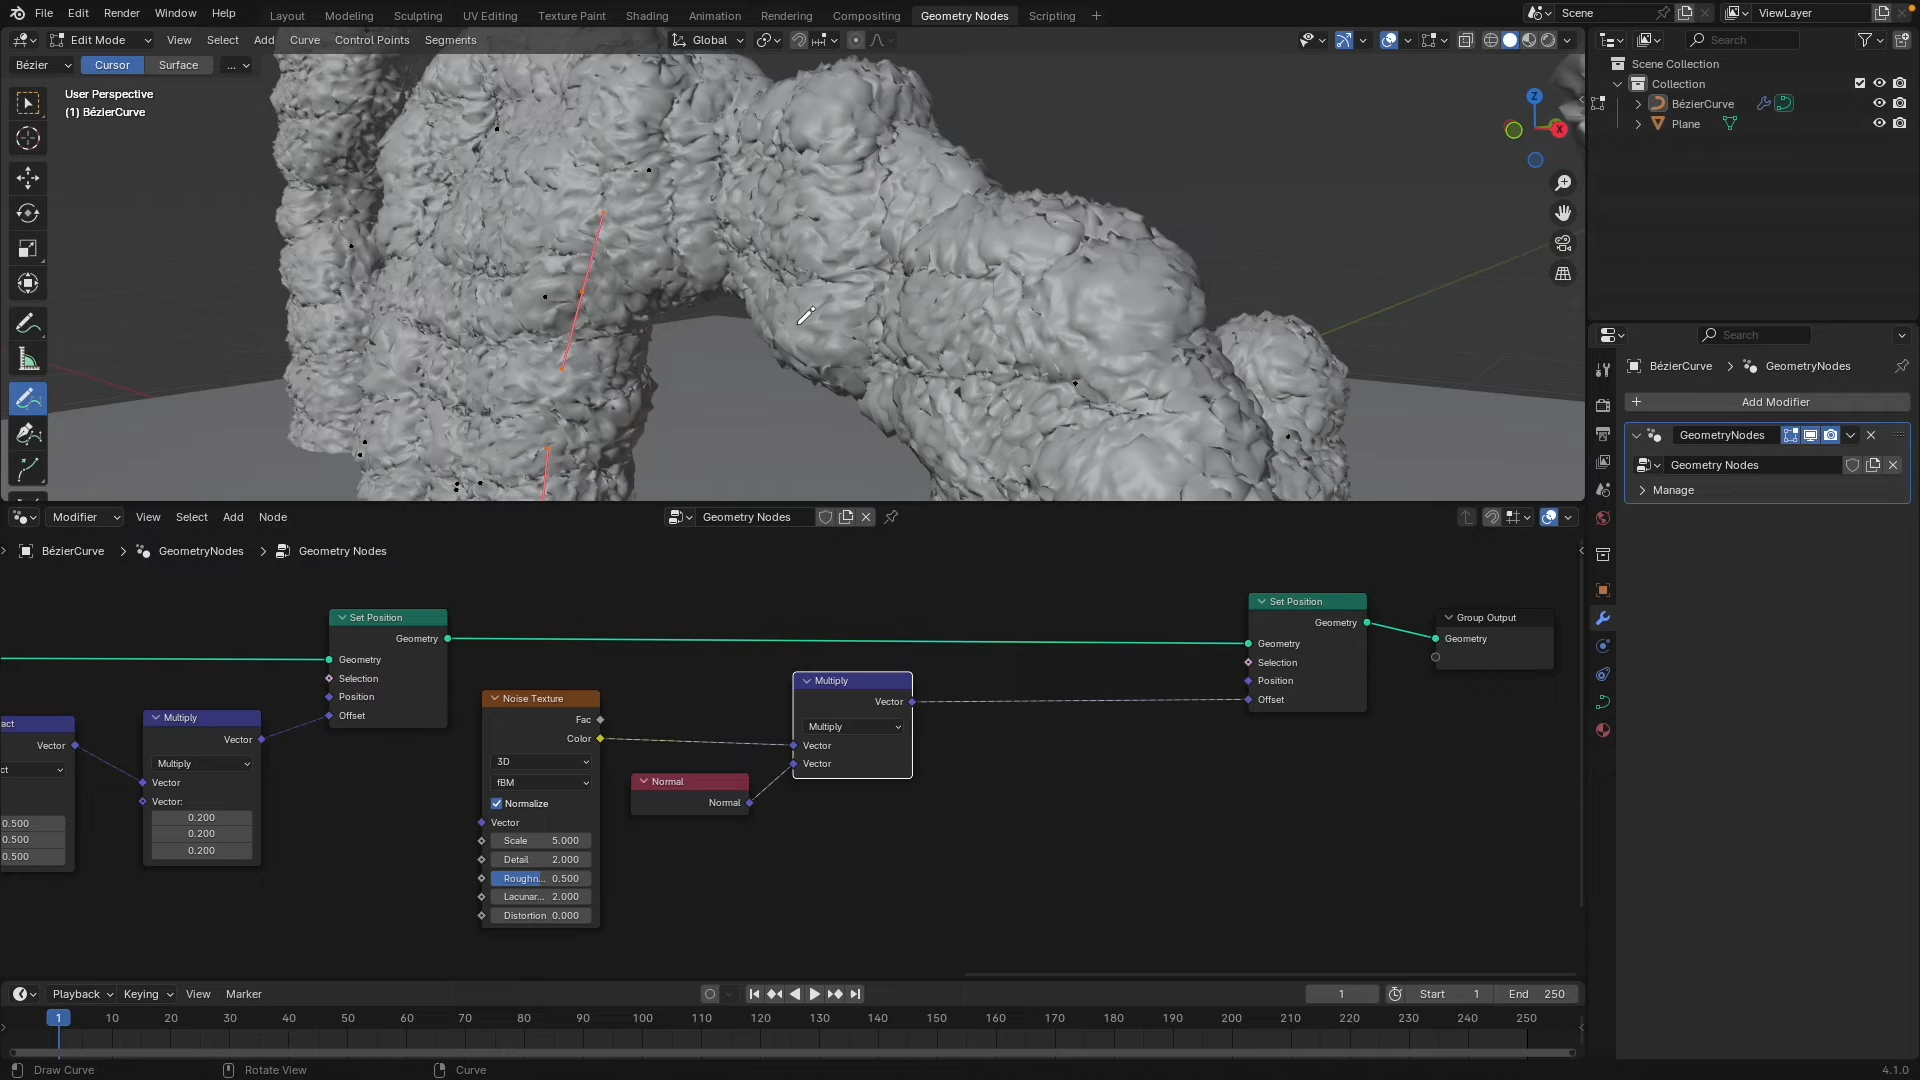 File Edit Render Window Help Layout Modeling Sculpting UV Editing Texture Paint Shading Animation Rendering Compositing Geometry Nodes Scripting + Scene ViewLayer
Edit Mode View Select Add Curve Control Points Segments Global Search
Bézier Cursor Surface ...
Scene Collection
Collection
BézierCurve
Plane
User Perspective
(1) BézierCurve
Z
X
Search
BézierCurve > GeometryNodes
+ Add Modifier
GeometryNodes
Geometry Nodes
Manage
Modifier View Select Add Node Geometry Nodes
BézierCurve > GeometryNodes > Geometry Nodes
Set Position
Geometry
Geometry
Selection
Position
Offset
act
Vector
ct
0.500
0.500
0.500
Multiply
Vector
Multiply
Vector
Vector:
0.200
0.200
0.200
Noise Texture
Fac
Color
3D
fBM
Normalize
Vector
Scale 5.000
Detail 2.000
Roughn... 0.500
Lacunar... 2.000
Distortion 0.000
Normal
Normal
Multiply
Vector
Multiply
Vector
Vector
Set Position
Geometry
Geometry
Selection
Position
Offset
Group Output
Geometry
Playback Keying View Marker 1 Start 1 End 250
1 10 20 30 40 50 60 70 80 90 100 110 120 130 140 150 160 170 180 190 200 210 220 230 240 250
Draw Curve Rotate View Curve 4.1.0